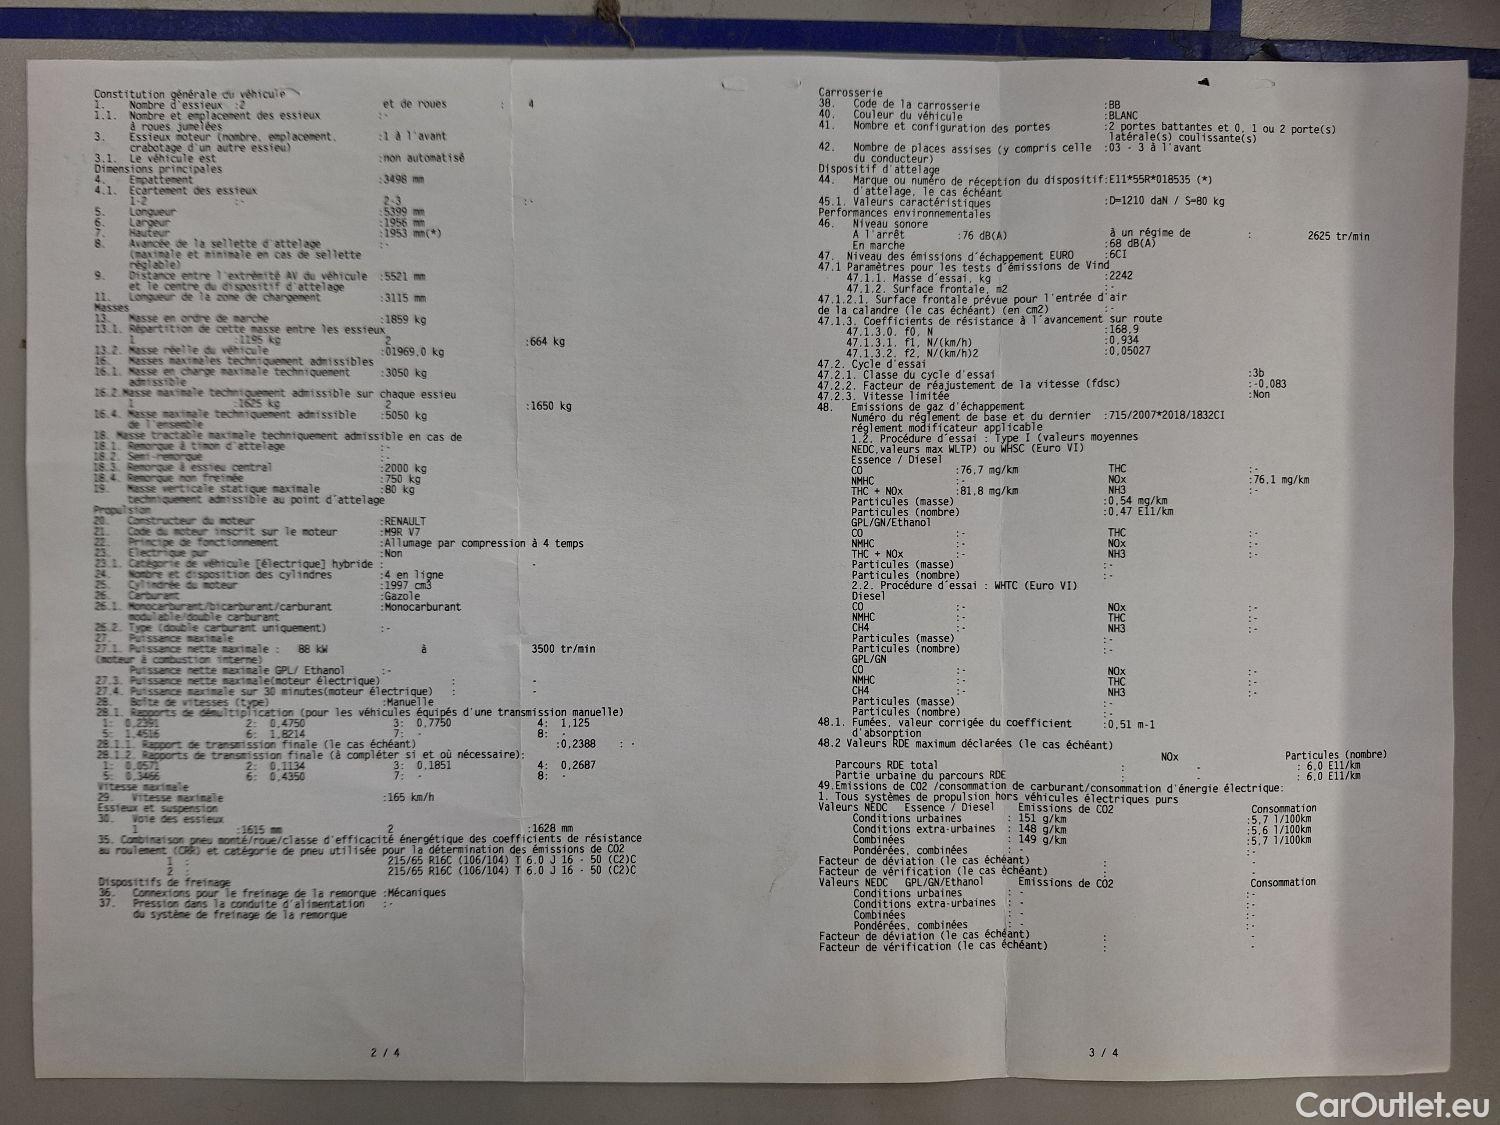 Constitution générale du véhicule
1. Nombre d'essieux :2 et de roues : 4
1.1. Nombre et emplacement des essieux :-
à roues jumelées
3. Essieux moteur (nombre, emplacement, :1 à l'avant
crabotage d'un autre essieu)
3.1. Le véhicule est :non automatisé
Dimensions principales
4. Empattement :3498 mm
4.1. Ecartement des essieux
1-2 :- 2-3 :-
5. Longueur :5399 mm
6. Largeur :1956 mm
7. Hauteur :1953 mm(*)
8. Avancée de la sellette d'attelage :-
(maximale et minimale en cas de sellette
réglable)
9. Distance entre l'extrémité AV du véhicule :5521 mm
et le centre du dispositif d'attelage
11. Longueur de la zone de chargement :3115 mm
Masses
13. Masse en ordre de marche :1859 kg
13.1. Répartition de cette masse entre les essieux
1 :1195 kg 2 :664 kg
13.2. Masse réelle du véhicule :01969,0 kg
16. Masses maximales techniquement admissibles
16.1. Masse en charge maximale techniquement :3050 kg
admissible
16.2.Masse maximale techniquement admissible sur chaque essieu
1 :1625 kg 2 :1650 kg
16.4. Masse maximale techniquement admissible :5050 kg
de l'ensemble
18. Masse tractable maximale techniquement admissible en cas de
18.1. Remorque à timon d'attelage :-
18.2. Semi-remorque :-
18.3. Remorque à essieu central :2000 kg
18.4. Remorque non freinée :750 kg
19. Masse verticale statique maximale :80 kg
techniquement admissible au point d'attelage
Propulsion
20. Constructeur du moteur :RENAULT
21. Code du moteur inscrit sur le moteur :M9R V7
22. Principe de fonctionnement :Allumage par compression à 4 temps
23. Electrique pur :Non
23.1. Catégorie de véhicule [électrique] hybride : -
24. Nombre et disposition des cylindres :4 en ligne
25. Cylindrée du moteur :1997 cm3
26. Carburant :Gazole
26.1. Monocarburant/bicarburant/carburant :Monocarburant
modulable/double carburant
26.2. Type (double carburant uniquement) :-
27. Puissance maximale
27.1. Puissance nette maximale : 88 kW à 3500 tr/min
(moteur à combustion interne)
Puissance nette maximale GPL/ Ethanol :-
27.3. Puissance nette maximale(moteur électrique) : -
27.4. Puissance maximale sur 30 minutes(moteur électrique) : -
28. Boîte de vitesses (type) :Manuelle
28.1. Rapports de démultiplication (pour les véhicules équipés d'une transmission manuelle)
1: 0,2391 2: 0,4750 3: 0,7750 4: 1,125
5: 1,4516 6: 1,8214 7: - 8: -
28.1.1. Rapport de transmission finale (le cas échéant) :0,2388 : -
28.1.2. Rapports de transmission finale (à compléter si et où nécessaire):
1: 0,0571 2: 0,1134 3: 0,1851 4: 0,2687
5: 0,3466 6: 0,4350 7: - 8: -
Vitesse maximale
29. Vitesse maximale :165 km/h
Essieux et suspension
30. Voie des essieux
1 :1615 mm 2 :1628 mm
35. Combinaison pneu monté/roue/classe d'efficacité énergétique des coefficients de résistance
au roulement (CRR) et catégorie de pneu utilisée pour la détermination des émissions de CO2
1 : 215/65 R16C (106/104) T 6.0 J 16 - 50 (C2)C
2 : 215/65 R16C (106/104) T 6.0 J 16 - 50 (C2)C
Dispositifs de freinage
36. Connexions pour le freinage de la remorque :Mécaniques
37. Pression dans la conduite d'alimentation :-
du système de freinage de la remorque
2 / 4
Carrosserie
38. Code de la carrosserie :BB
40. Couleur du véhicule :BLANC
41. Nombre et configuration des portes :2 portes battantes et 0, 1 ou 2 porte(s)
latérale(s) coulissante(s)
42. Nombre de places assises (y compris celle :03 - 3 à l'avant
du conducteur)
Dispositif d'attelage
44. Marque ou numéro de réception du dispositif:E11*55R*018535 (*)
d'attelage, le cas échéant
45.1. Valeurs caractéristiques :D=1210 daN / S=80 kg
Performances environnementales
46. Niveau sonore
A l'arrêt :76 dB(A) à un régime de : 2625 tr/min
En marche :68 dB(A)
47. Niveau des émissions d'échappement EURO :6CI
47.1 Paramètres pour les tests d'émissions de Vind
47.1.1. Masse d'essai, kg :2242
47.1.2. Surface frontale, m2 :-
47.1.2.1. Surface frontale prévue pour l'entrée d'air
de la calandre (le cas échéant) (en cm2) :-
47.1.3. Coefficients de résistance à l'avancement sur route
47.1.3.0. f0, N :168,9
47.1.3.1. f1, N/(km/h) :0,934
47.1.3.2. f2, N/(km/h)2 :0,05027
47.2. Cycle d'essai
47.2.1. Classe du cycle d'essai :3b
47.2.2. Facteur de réajustement de la vitesse (fdsc) :-0,083
47.2.3. Vitesse limitée :Non
48. Emissions de gaz d'échappement
Numéro du règlement de base et du dernier :715/2007*2018/1832CI
règlement modificateur applicable
1.2. Procédure d'essai : Type I (valeurs moyennes
NEDC,valeurs max WLTP) ou WHSC (Euro VI)
Essence / Diesel
CO :76,7 mg/km THC :-
NMHC :- NOx :76,1 mg/km
THC + NOx :81,8 mg/km NH3 :-
Particules (masse) :0,54 mg/km
Particules (nombre) :0,47 E11/km
GPL/GN/Ethanol
CO :- THC :-
NMHC :- NOx :-
THC + NOx :- NH3 :-
Particules (masse) :-
Particules (nombre) :-
2.2. Procédure d'essai : WHTC (Euro VI)
Diesel
CO :- NOx :-
NMHC :- THC :-
CH4 :- NH3 :-
Particules (masse) :-
Particules (nombre) :-
GPL/GN
CO :- NOx :-
NMHC :- THC :-
CH4 :- NH3 :-
Particules (masse) :-
Particules (nombre) :-
48.1. Fumées, valeur corrigée du coefficient :0,51 m-1
d'absorption
48.2 Valeurs RDE maximum déclarées (le cas échéant)
NOx Particules (nombre)
Parcours RDE total : - : 6,0 E11/km
Partie urbaine du parcours RDE : - : 6,0 E11/km
49.Emissions de CO2 /consommation de carburant/consommation d'énergie électrique:
1. Tous systèmes de propulsion hors véhicules électriques purs
Valeurs NEDC Essence / Diesel Emissions de CO2 Consommation
Conditions urbaines : 151 g/km :5,7 l/100km
Conditions extra-urbaines : 148 g/km :5,6 l/100km
Combinées : 149 g/km :5,7 l/100km
Pondérées, combinées : - :-
Facteur de déviation (le cas échéant) : -
Facteur de vérification (le cas échéant) : -
Valeurs NEDC GPL/GN/Ethanol Emissions de CO2 Consommation
Conditions urbaines : - :-
Conditions extra-urbaines : - :-
Combinées : - :-
Pondérées, combinées : - :-
Facteur de déviation (le cas échéant) : -
Facteur de vérification (le cas échéant) : -
3 / 4
CarOutlet.eu